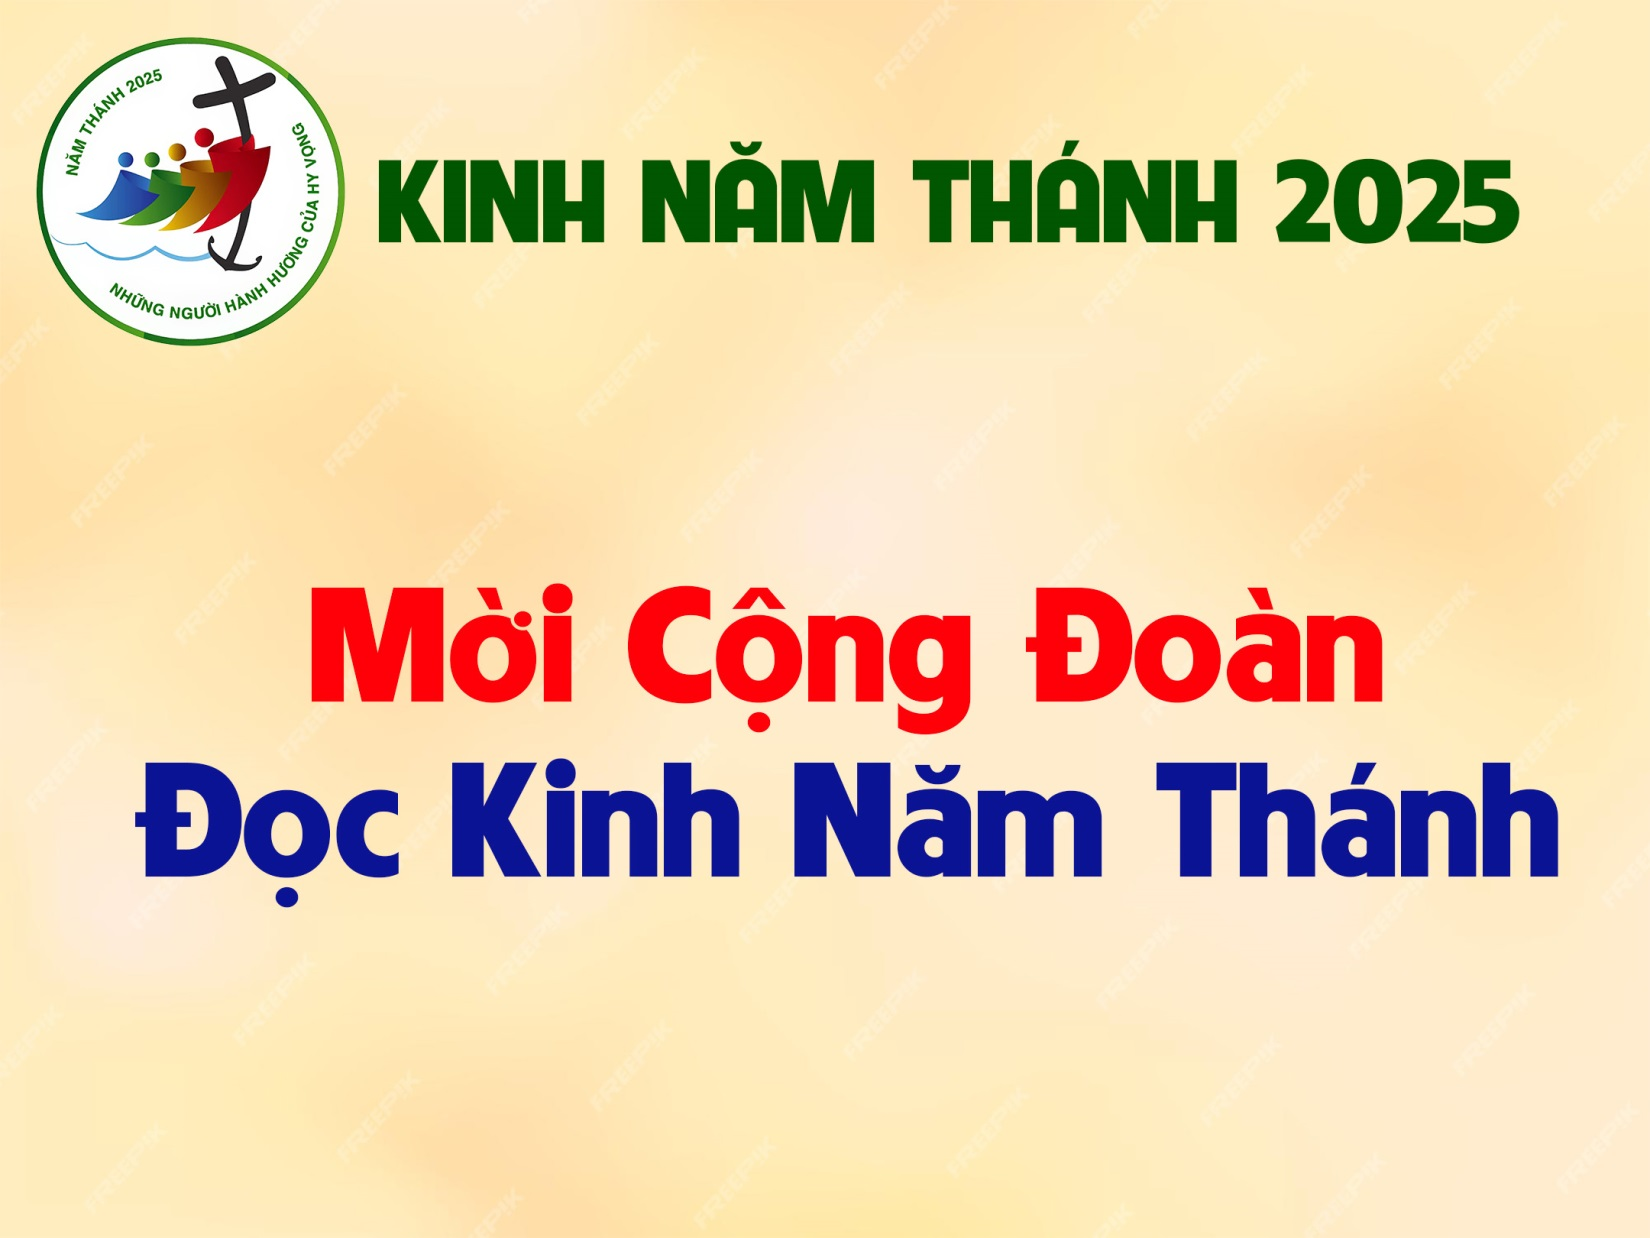 NĂM THÁNH 2025
NHỮNG NGƯỜI HÀNH HƯƠNG CỦA HY VỌNG
KINH NĂM THÁNH 2025
Mời Cộng Đoàn
Đọc Kinh Năm Thánh
FREEPIK